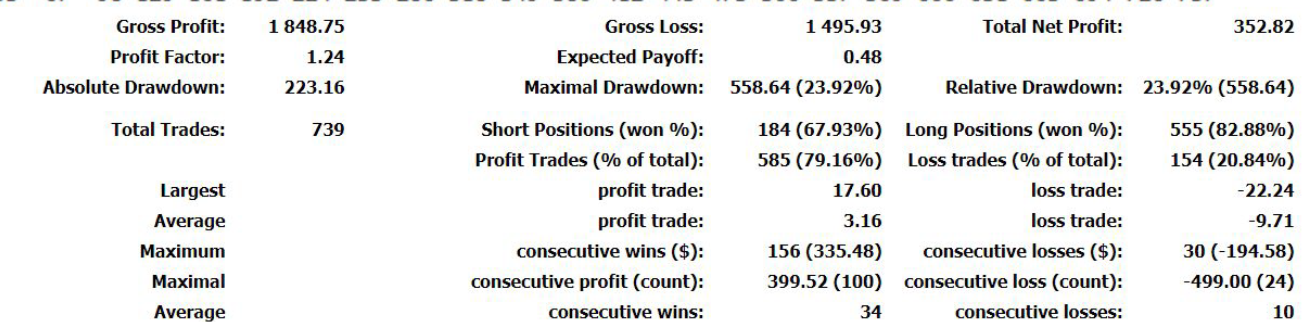 Gross Profit: 1 848.75 Gross Loss: 1 495.93 Total Net Profit: 352.82
Profit Factor: 1.24 Expected Payoff: 0.48
Absolute Drawdown: 223.16 Maximal Drawdown: 558.64 (23.92%) Relative Drawdown: 23.92% (558.64)
Total Trades: 739 Short Positions (won %): 184 (67.93%) Long Positions (won %): 555 (82.88%)
Profit Trades (% of total): 585 (79.16%) Loss trades (% of total): 154 (20.84%)
Largest profit trade: 17.60 loss trade: -22.24
Average profit trade: 3.16 loss trade: -9.71
Maximum consecutive wins ($): 156 (335.48) consecutive losses ($): 30 (-194.58)
Maximal consecutive profit (count): 399.52 (100) consecutive loss (count): -499.00 (24)
Average consecutive wins: 34 consecutive losses: 10